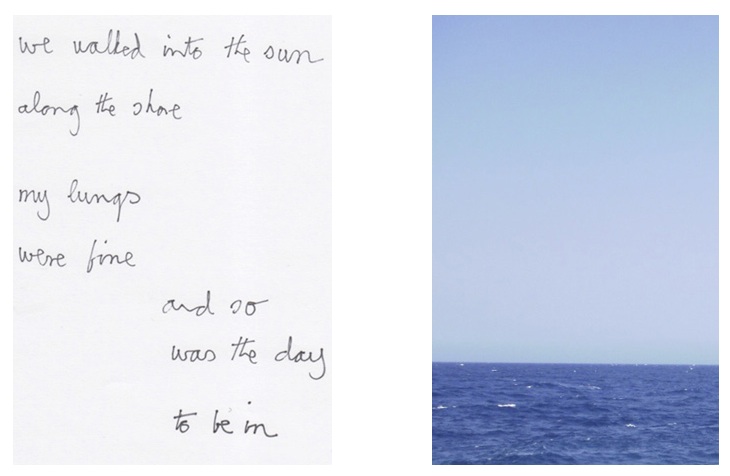 we walked into the sun
along the shore
my lungs
were fine
and so
was the day
to be in